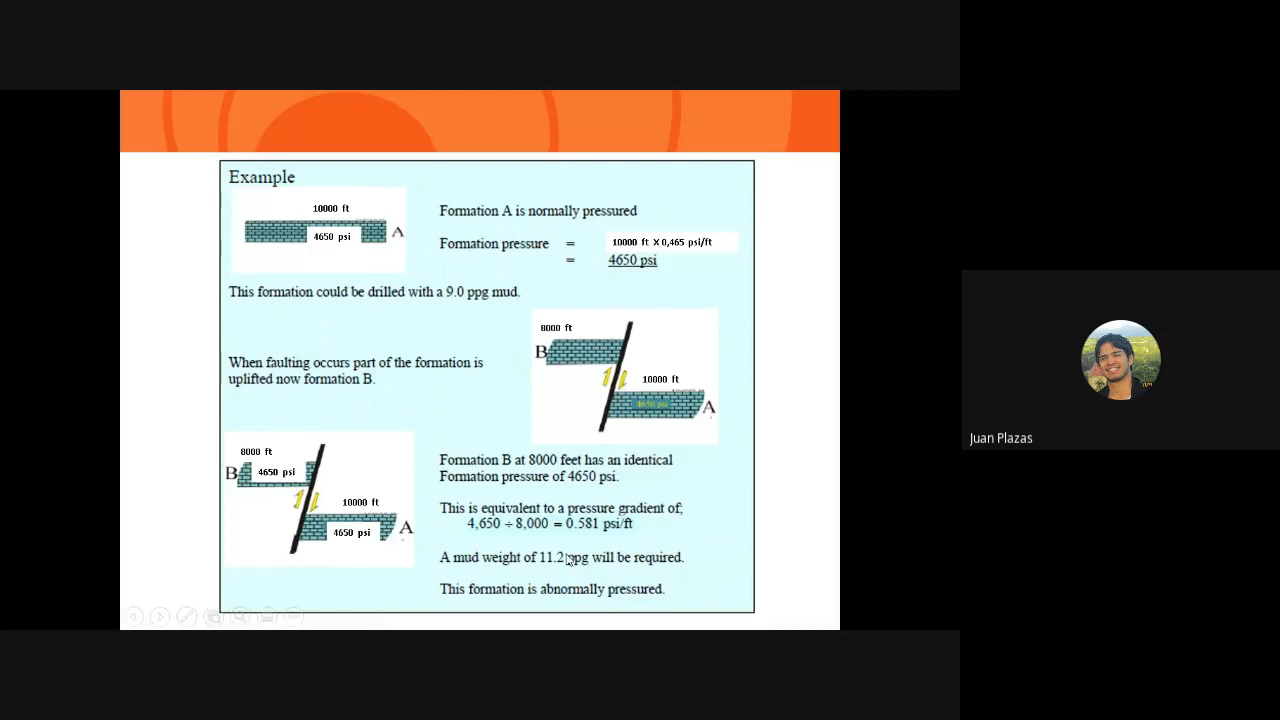 Example
10000 ft
4650 psi
A
Formation A is normally pressured
Formation pressure = 10000 ft X 0,465 psi/ft
= 4650 psi
This formation could be drilled with a 9.0 ppg mud.
8000 ft
B
10000 ft
4650 psi
A
When faulting occurs part of the formation is
uplifted now formation B.
8000 ft
B
4650 psi
10000 ft
4650 psi
A
Formation B at 8000 feet has an identical
Formation pressure of 4650 psi.
This is equivalent to a pressure gradient of;
4,650 ÷ 8,000 = 0.581 psi/ft
A mud weight of 11.2 ppg will be required.
This formation is abnormally pressured.
Juan Plazas